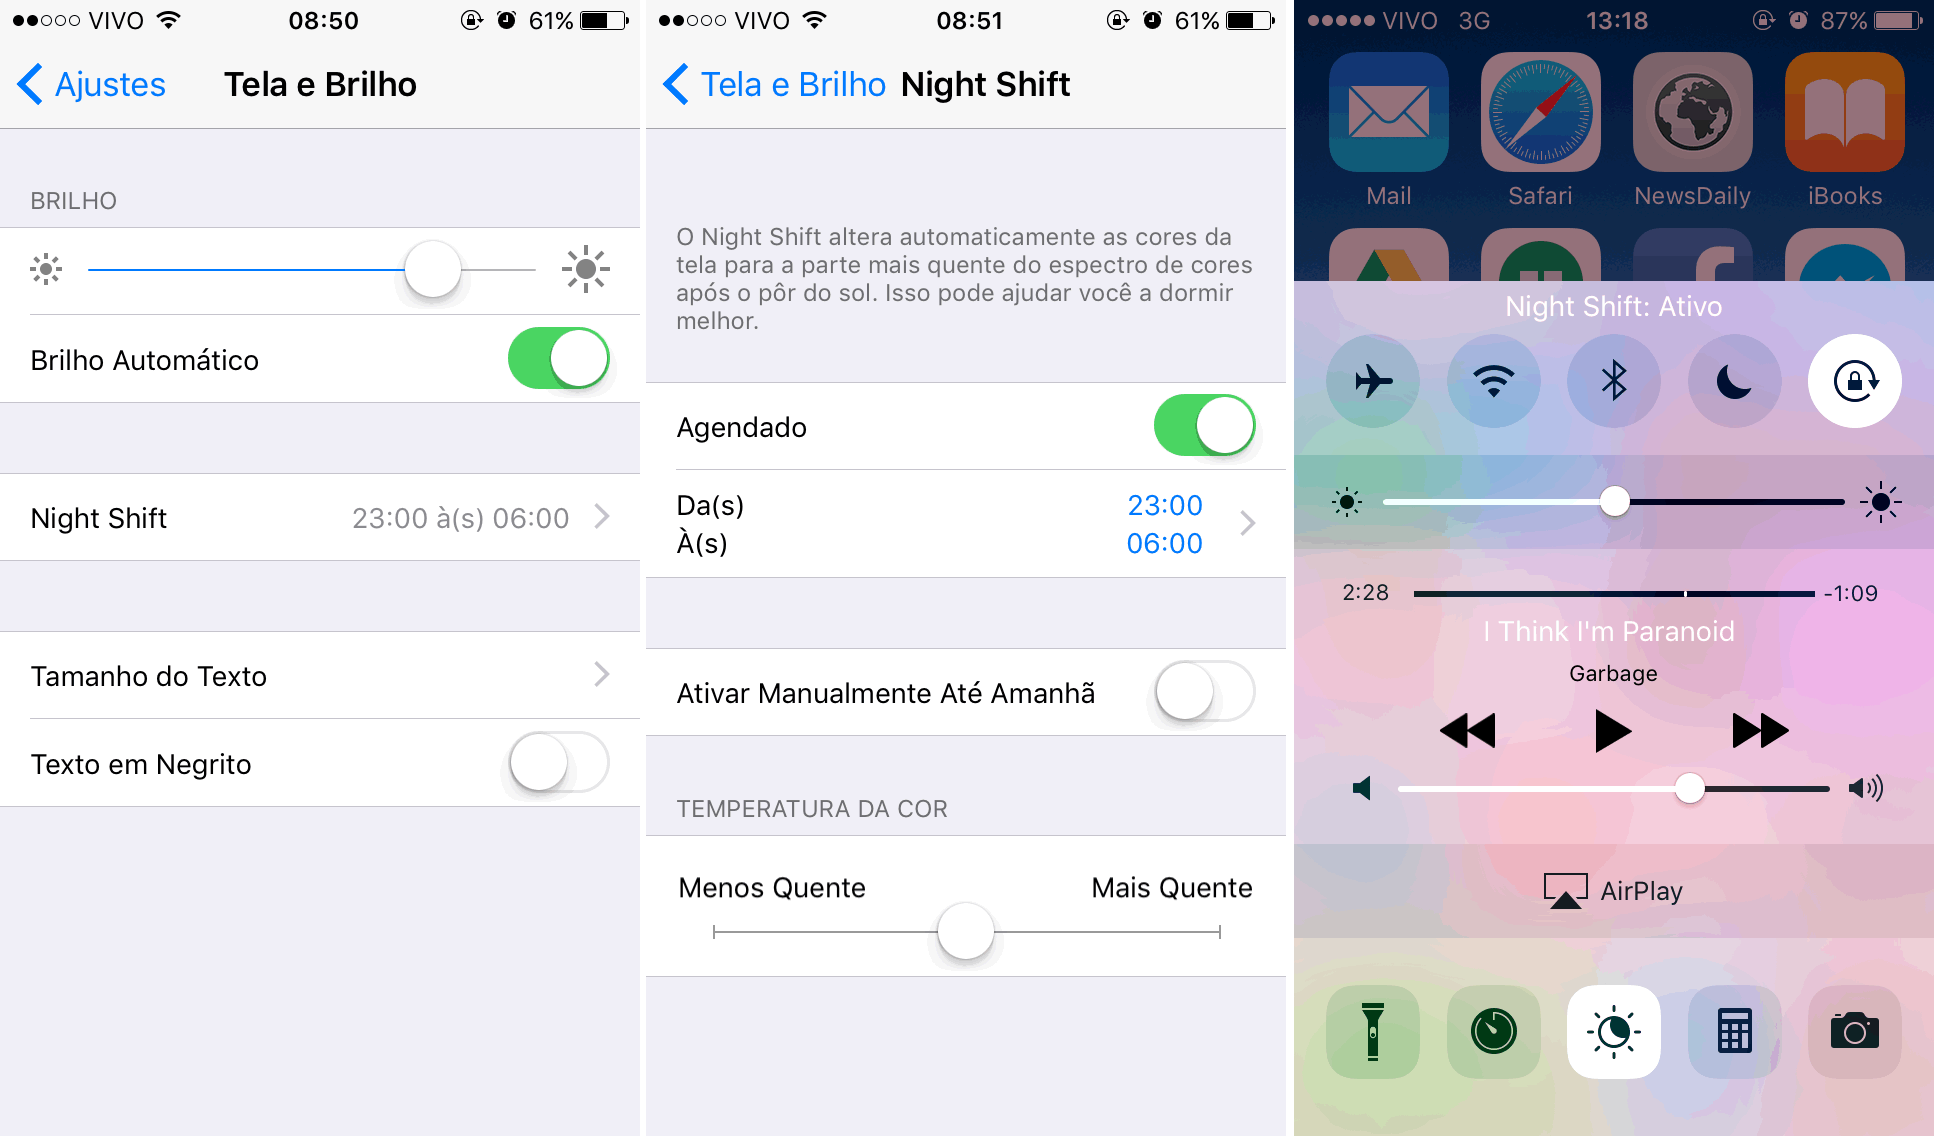 VIVO 08:50 61%
Ajustes Tela e Brilho
BRILHO
Brilho Automático
Night Shift 23:00 à(s) 06:00
Tamanho do Texto
Texto em Negrito
VIVO 08:51 61%
Tela e Brilho Night Shift
O Night Shift altera automaticamente as cores da
tela para a parte mais quente do espectro de cores
após o pôr do sol. Isso pode ajudar você a dormir
melhor.
Agendado
Da(s) 23:00
À(s) 06:00
Ativar Manualmente Até Amanhã
TEMPERATURA DA COR
Menos Quente Mais Quente
VIVO 3G 13:18 87%
Mail Safari NewsDaily iBooks
Night Shift: Ativo
2:28 -1:09
I Think I'm Paranoid
Garbage
AirPlay